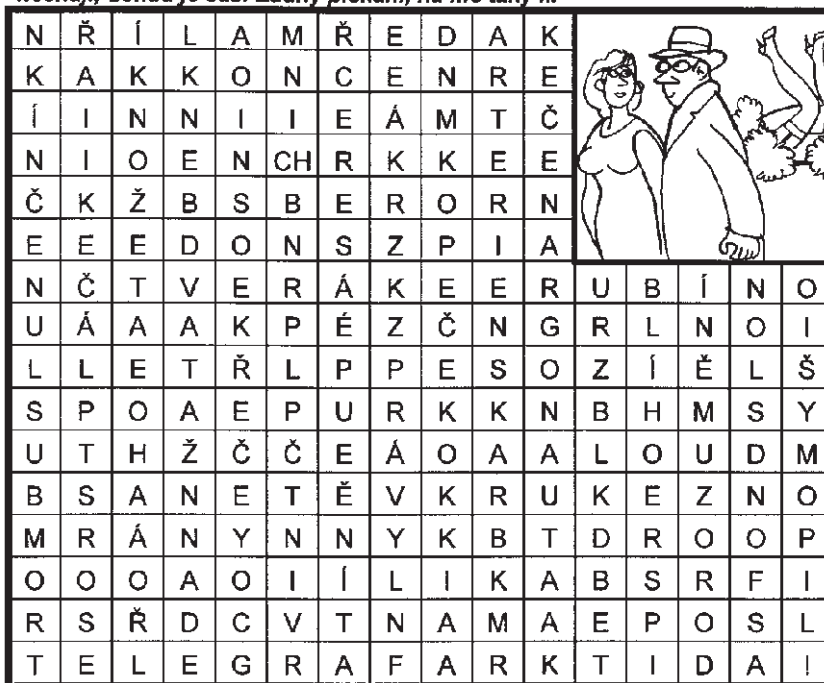 N Ř Í L A M Ř E D A K
K A K K O N C E N R E
Í I N N I I E Á M T Č
N I O E N CH R K K E E
Č K Ž B S B E R O R N
E E E D O N S Z P I A
N Č T V E R Á K E E R U B Í N O
U Á A A K P É Z Č N G R L N O I
L L E T Ř L P P E S O Z Í Ě L Š
S P O A E P U R K K N B H M S Y
U T H Ž Č Č E Á O A A L O U D M
B S A N E T Ě V K R U K E Z N O
M R Á N Y N N Y K B T D R O O P
O O O A O I Í L I K A B S R F I
R S Ř D C V T N A M A E P O S L
T E L E G R A F A R K T I D A !